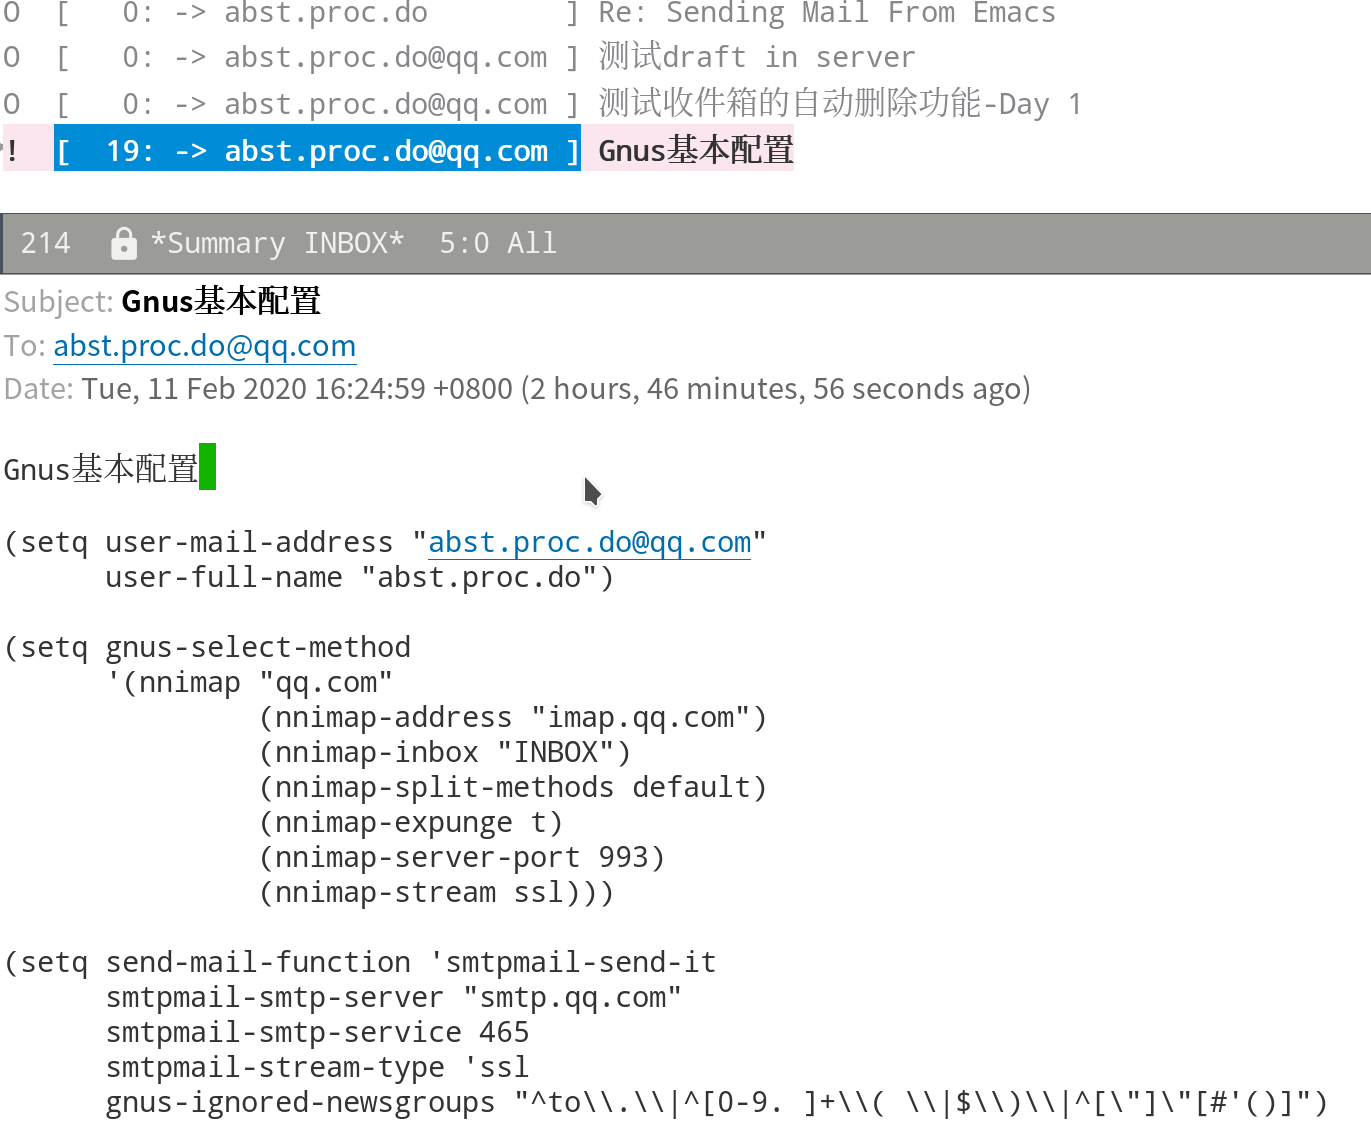 O  [   0: -> abst.proc.do        ] Re: Sending Mail From Emacs
O  [   0: -> abst.proc.do@qq.com ] 测试draft in server
O  [   0: -> abst.proc.do@qq.com ] 测试收件箱的自动删除功能-Day 1
!  [  19: -> abst.proc.do@qq.com ] Gnus基本配置
214  *Summary INBOX*  5:0 All
Subject: Gnus基本配置
To: abst.proc.do@qq.com
Date: Tue, 11 Feb 2020 16:24:59 +0800 (2 hours, 46 minutes, 56 seconds ago)
Gnus基本配置
(setq user-mail-address "abst.proc.do@qq.com"
      user-full-name "abst.proc.do")
(setq gnus-select-method
      '(nnimap "qq.com"
               (nnimap-address "imap.qq.com")
               (nnimap-inbox "INBOX")
               (nnimap-split-methods default)
               (nnimap-expunge t)
               (nnimap-server-port 993)
               (nnimap-stream ssl)))
(setq send-mail-function 'smtpmail-send-it
      smtpmail-smtp-server "smtp.qq.com"
      smtpmail-smtp-service 465
      smtpmail-stream-type 'ssl
      gnus-ignored-newsgroups "^to\\.\\|^[0-9. ]+\\( \\|$\\)\\|^[\"]\"[#'()]")